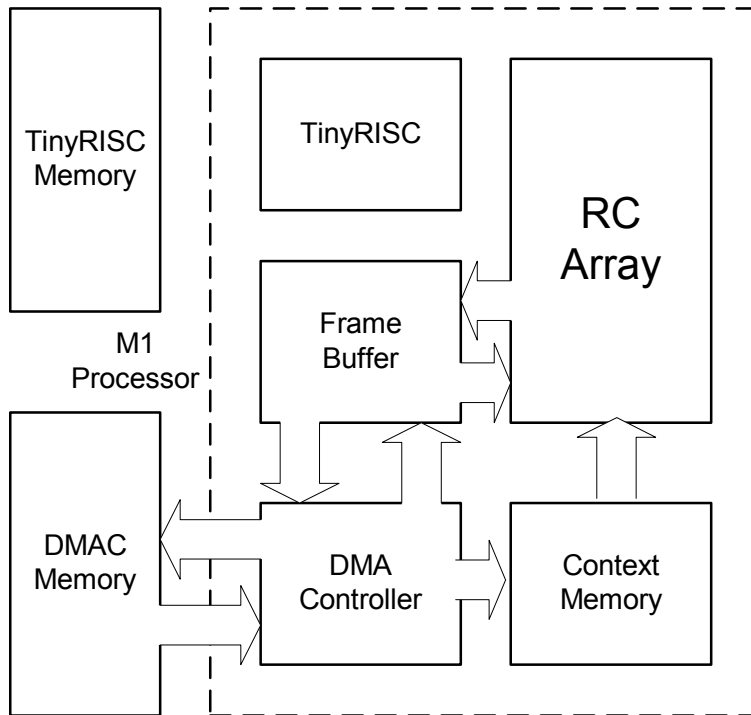 TinyRISC
Memory
TinyRISC
RC
Array
Frame
Buffer
M1
Processor
DMAC
Memory
DMA
Controller
Context
Memory